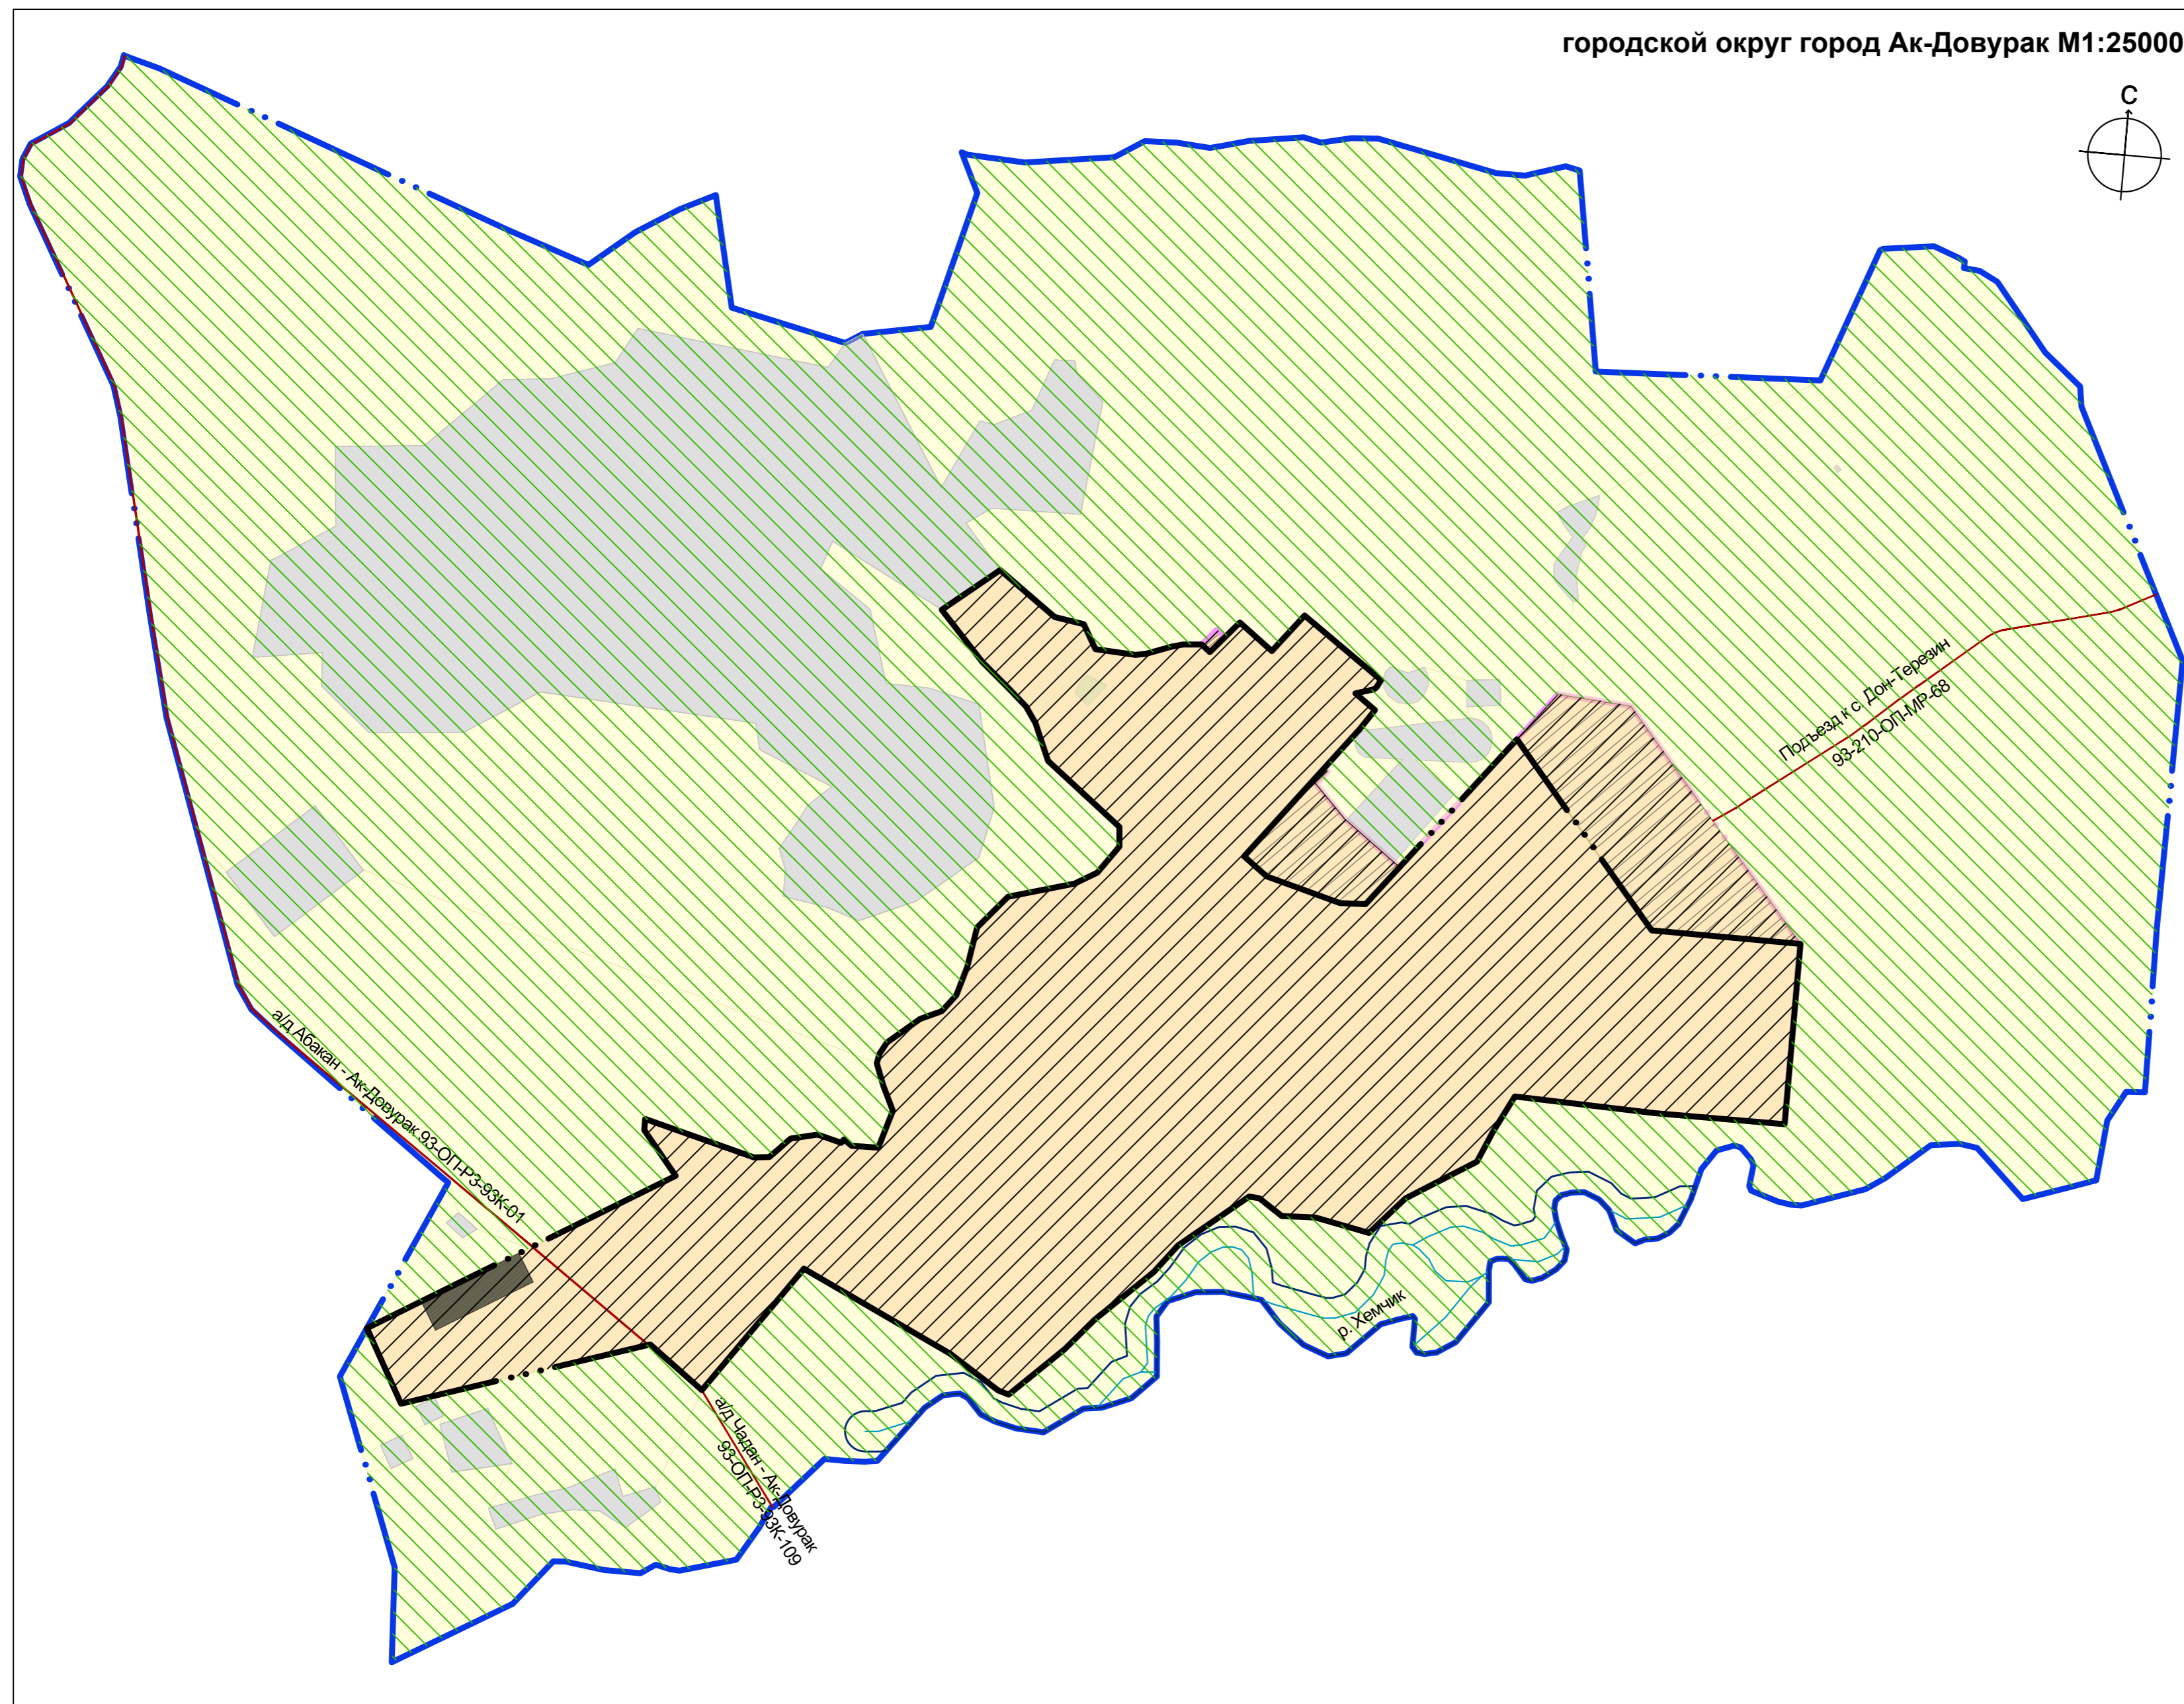 городской округ город Ак-Довурак М1:25000
С
Подъезд к с. Дон-Терезин
93-210-ОП-МР-68
а/д Абакан - Ак-Довурак 93-ОП-РЗ-93К-01
р. Хемчик
а/д Чадан - Ак-Довурак
93-ОП-РЗ-93К-109